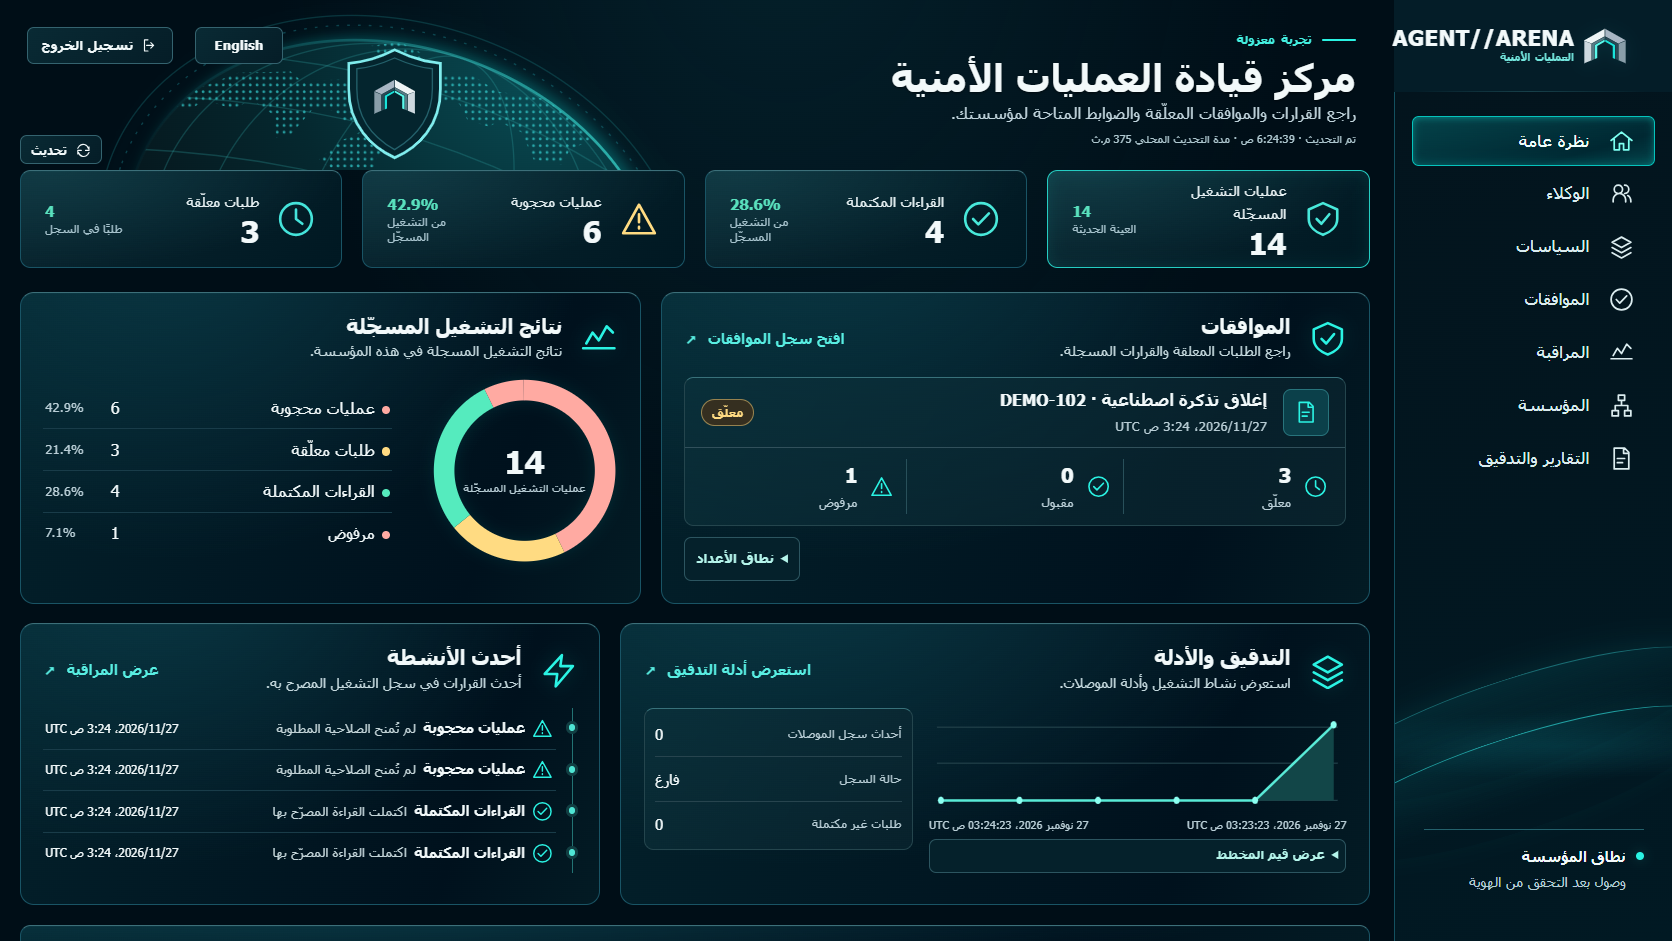 AGENT//ARENA
العمليات الأمنية
نظرة عامة
الوكلاء
السياسات
الموافقات
المراقبة
المؤسسة
التقارير والتدقيق
نطاق المؤسسة
وصول بعد التحقق من الهوية
تجربة معزولة
مركز قيادة العمليات الأمنية
راجع القرارات والموافقات المعلّقة والضوابط المتاحة لمؤسستك.
تم التحديث · 6:24:39 ص · مدة التحديث المحلي 375 م.ث
English
تسجيل الخروج
تحديث
عمليات التشغيل المسجّلة
14
14
العينة الحديثة
القراءات المكتملة
4
28.6%
من التشغيل المسجّل
عمليات محجوبة
6
42.9%
من التشغيل المسجّل
طلبات معلّقة
3
4
طلبًا في السجل
الموافقات
راجع الطلبات المعلقة والقرارات المسجلة.
افتح سجل الموافقات
إغلاق تذكرة اصطناعية · DEMO-102
27/11/2026، 3:24 ص UTC
معلّق
3
معلّق
0
مقبول
1
مرفوض
نطاق الأعداد
نتائج التشغيل المسجّلة
نتائج التشغيل المسجلة في هذه المؤسسة.
14
عمليات التشغيل المسجّلة
عمليات محجوبة 6 42.9%
طلبات معلّقة 3 21.4%
القراءات المكتملة 4 28.6%
مرفوض 1 7.1%
التدقيق والأدلة
استعرض نشاط التشغيل وأدلة الموصلات.
استعرض أدلة التدقيق
27 نوفمبر 2026، 03:23:23 ص UTC
27 نوفمبر 2026، 03:24:23 ص UTC
عرض قيم المخطط
أحداث سجل الموصلات 0
حالة السجل فارغ
طلبات غير مكتملة 0
أحدث الأنشطة
أحدث القرارات في سجل التشغيل المصرح به.
عرض المراقبة
عمليات محجوبة لم تُمنح الصلاحية المطلوبة 27/11/2026، 3:24 ص UTC
عمليات محجوبة لم تُمنح الصلاحية المطلوبة 27/11/2026، 3:24 ص UTC
القراءات المكتملة اكتملت القراءة المصرّح بها 27/11/2026، 3:24 ص UTC
القراءات المكتملة اكتملت القراءة المصرّح بها 27/11/2026، 3:24 ص UTC